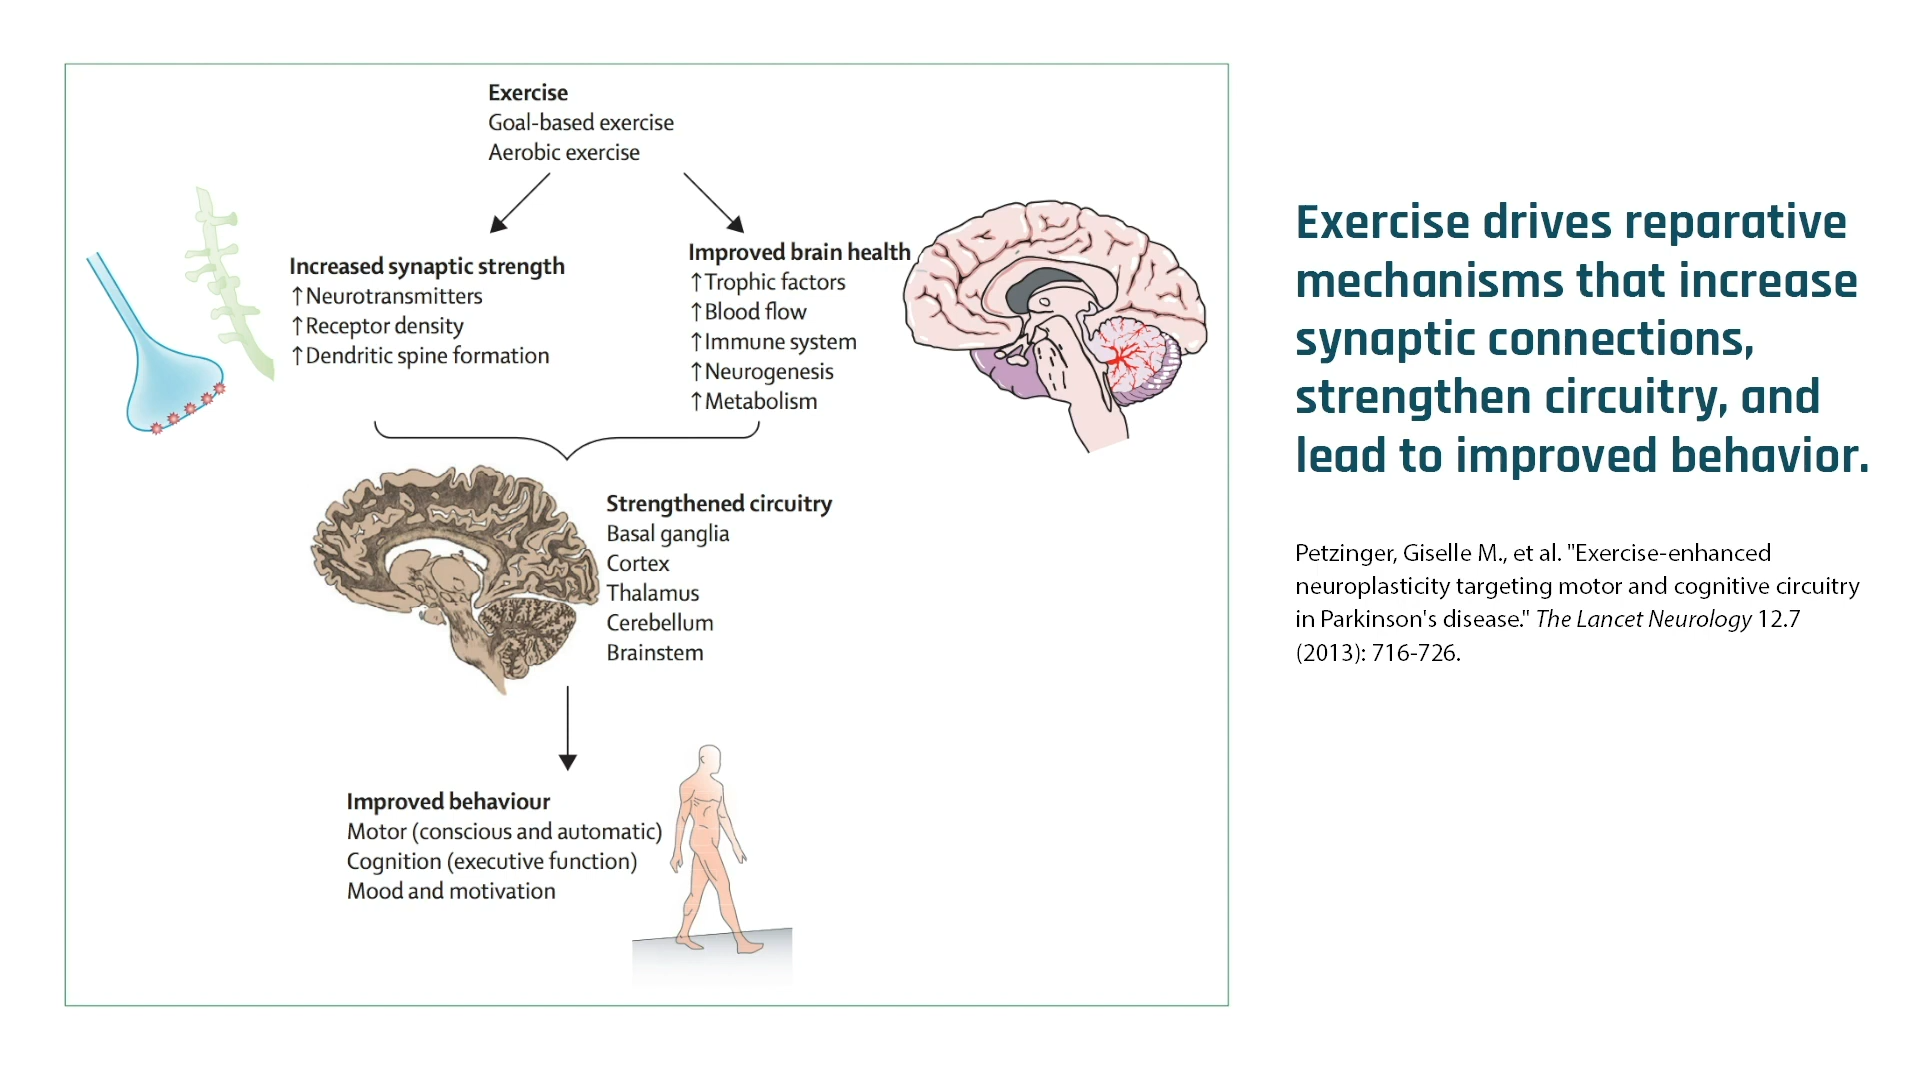 Exercise
Goal-based exercise
Aerobic exercise
Increased synaptic strength
↑Neurotransmitters
↑Receptor density
↑Dendritic spine formation
Improved brain health
↑Trophic factors
↑Blood flow
↑Immune system
↑Neurogenesis
↑Metabolism
Strengthened circuitry
Basal ganglia
Cortex
Thalamus
Cerebellum
Brainstem
Improved behaviour
Motor (conscious and automatic)
Cognition (executive function)
Mood and motivation
Exercise drives reparative
mechanisms that increase
synaptic connections,
strengthen circuitry, and
lead to improved behavior.
Petzinger, Giselle M., et al. "Exercise-enhanced
neuroplasticity targeting motor and cognitive circuitry
in Parkinson's disease." The Lancet Neurology 12.7
(2013): 716-726.